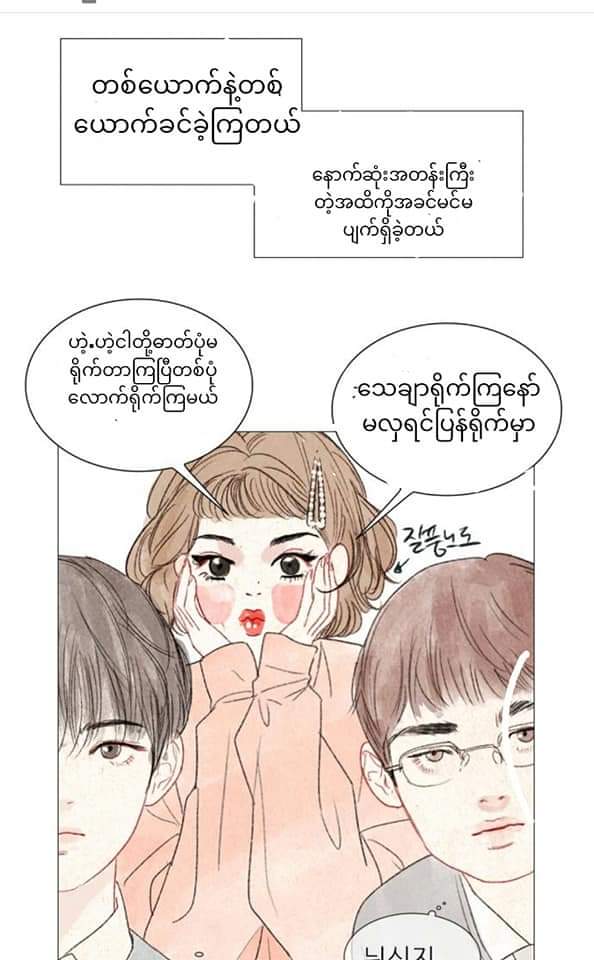 တစ်ယောက်နဲ့တစ်
ယောက်ခင်ခဲ့ကြတယ်
နောက်ဆုံးအတန်းကြီး
တဲ့အထိကိုအခင်မင်မ
ပျက်ရှိခဲ့တယ်
ဟဲ့.ဟဲ့ငါတို့ဓာတ်ပုံမ
ရိုက်တာကြာပြီတစ်ပုံ
လောက်ရိုက်ကြမယ်
သေချာရိုက်ကြနော်
မလှရင်ပြန်ရိုက်မှာ